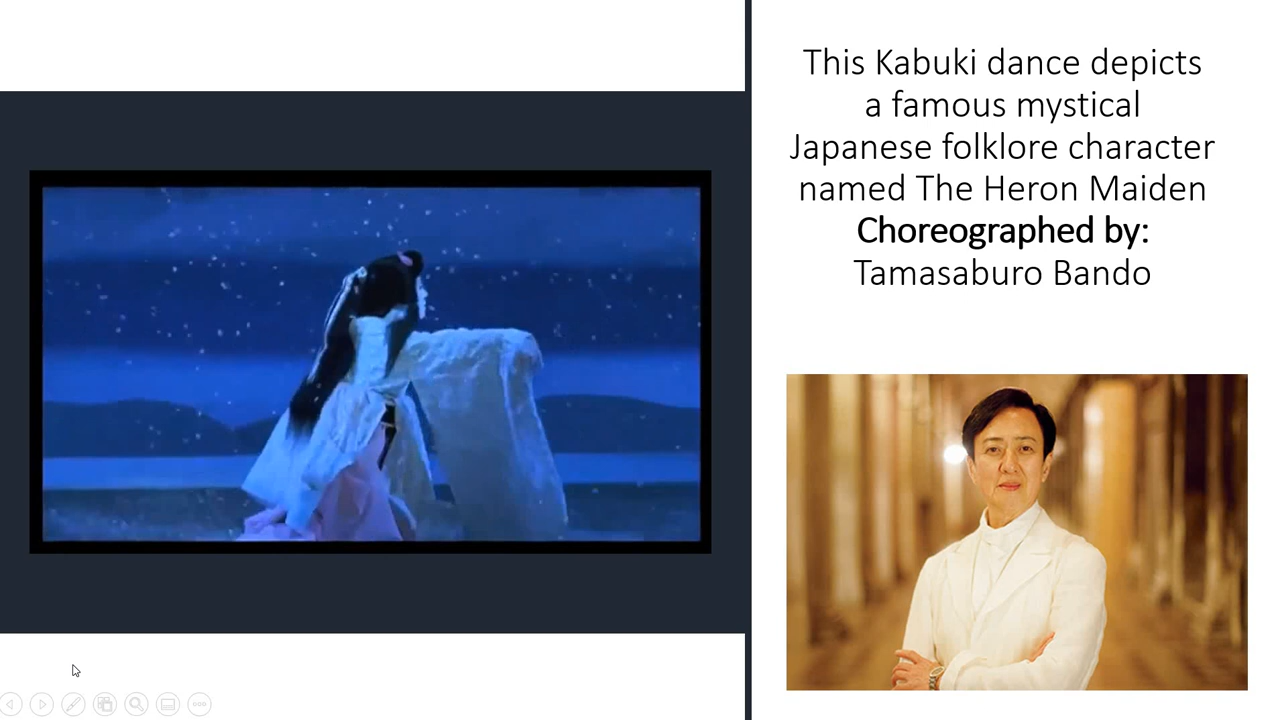 This Kabuki dance depicts
a famous mystical
Japanese folklore character
named The Heron Maiden
Choreographed by:
Tamasaburo Bando